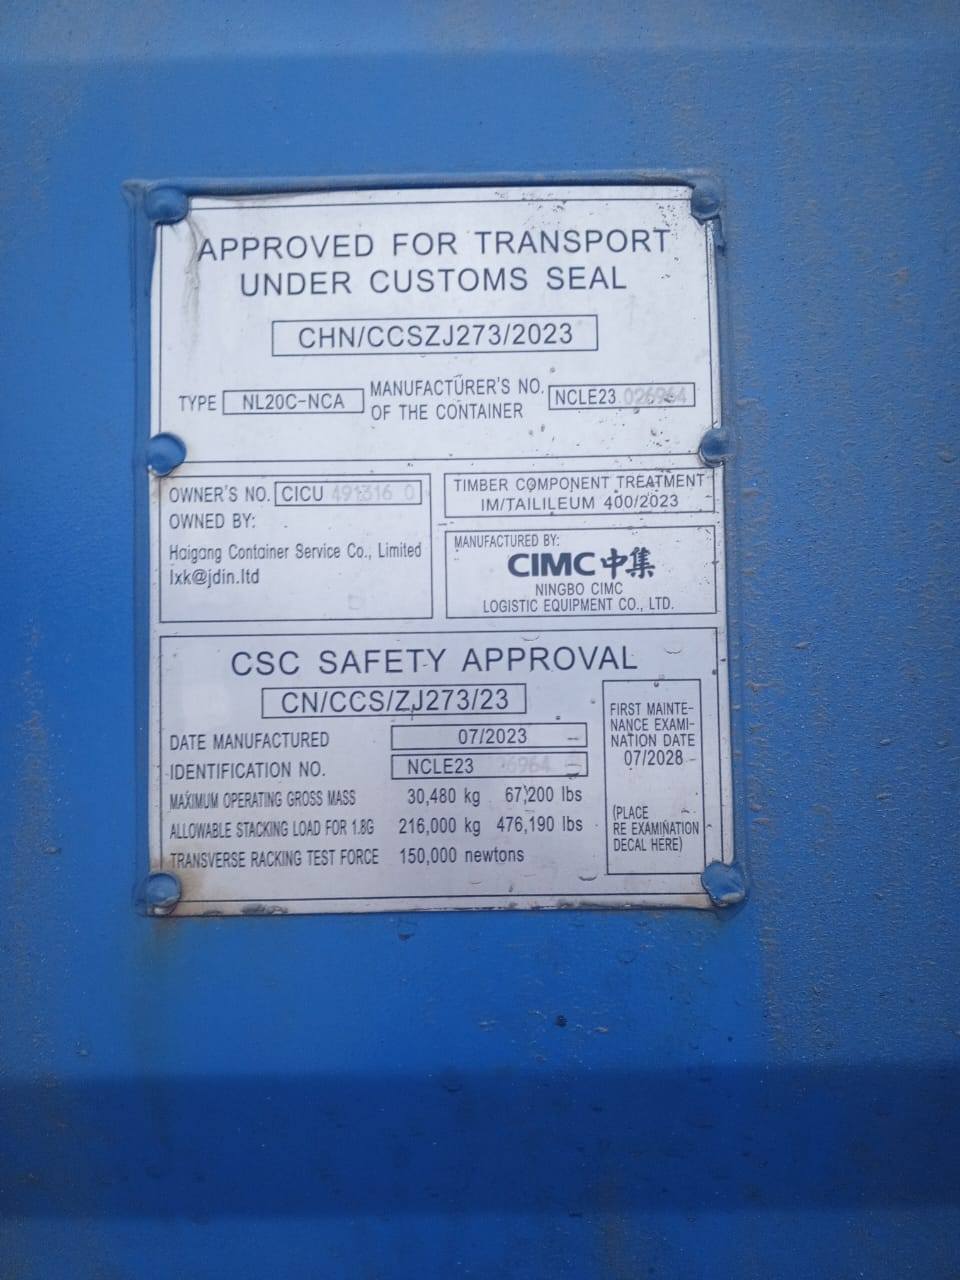 APPROVED FOR TRANSPORT
UNDER CUSTOMS SEAL
CHN/CCSZJ273/2023
TYPE NL20C-NCA MANUFACTURER'S NO. OF THE CONTAINER NCLE23 026964
OWNER'S NO. CICU 491316 0
OWNED BY:
Haigang Container Service Co., Limited
lxk@jdin.ltd
TIMBER COMPONENT TREATMENT
IM/TAILILEUM 400/2023
MANUFACTURED BY:
CIMC中集
NINGBO CIMC
LOGISTIC EQUIPMENT CO., LTD.
CSC SAFETY APPROVAL
CN/CCS/ZJ273/23
DATE MANUFACTURED 07/2023
IDENTIFICATION NO. NCLE23
MAXIMUM OPERATING GROSS MASS 30,480 kg 67,200 lbs
ALLOWABLE STACKING LOAD FOR 1.8G 216,000 kg 476,190 lbs
TRANSVERSE RACKING TEST FORCE 150,000 newtons
FIRST MAINTE-
NANCE EXAMI-
NATION DATE
07/2028
(PLACE
RE EXAMINATION
DECAL HERE)